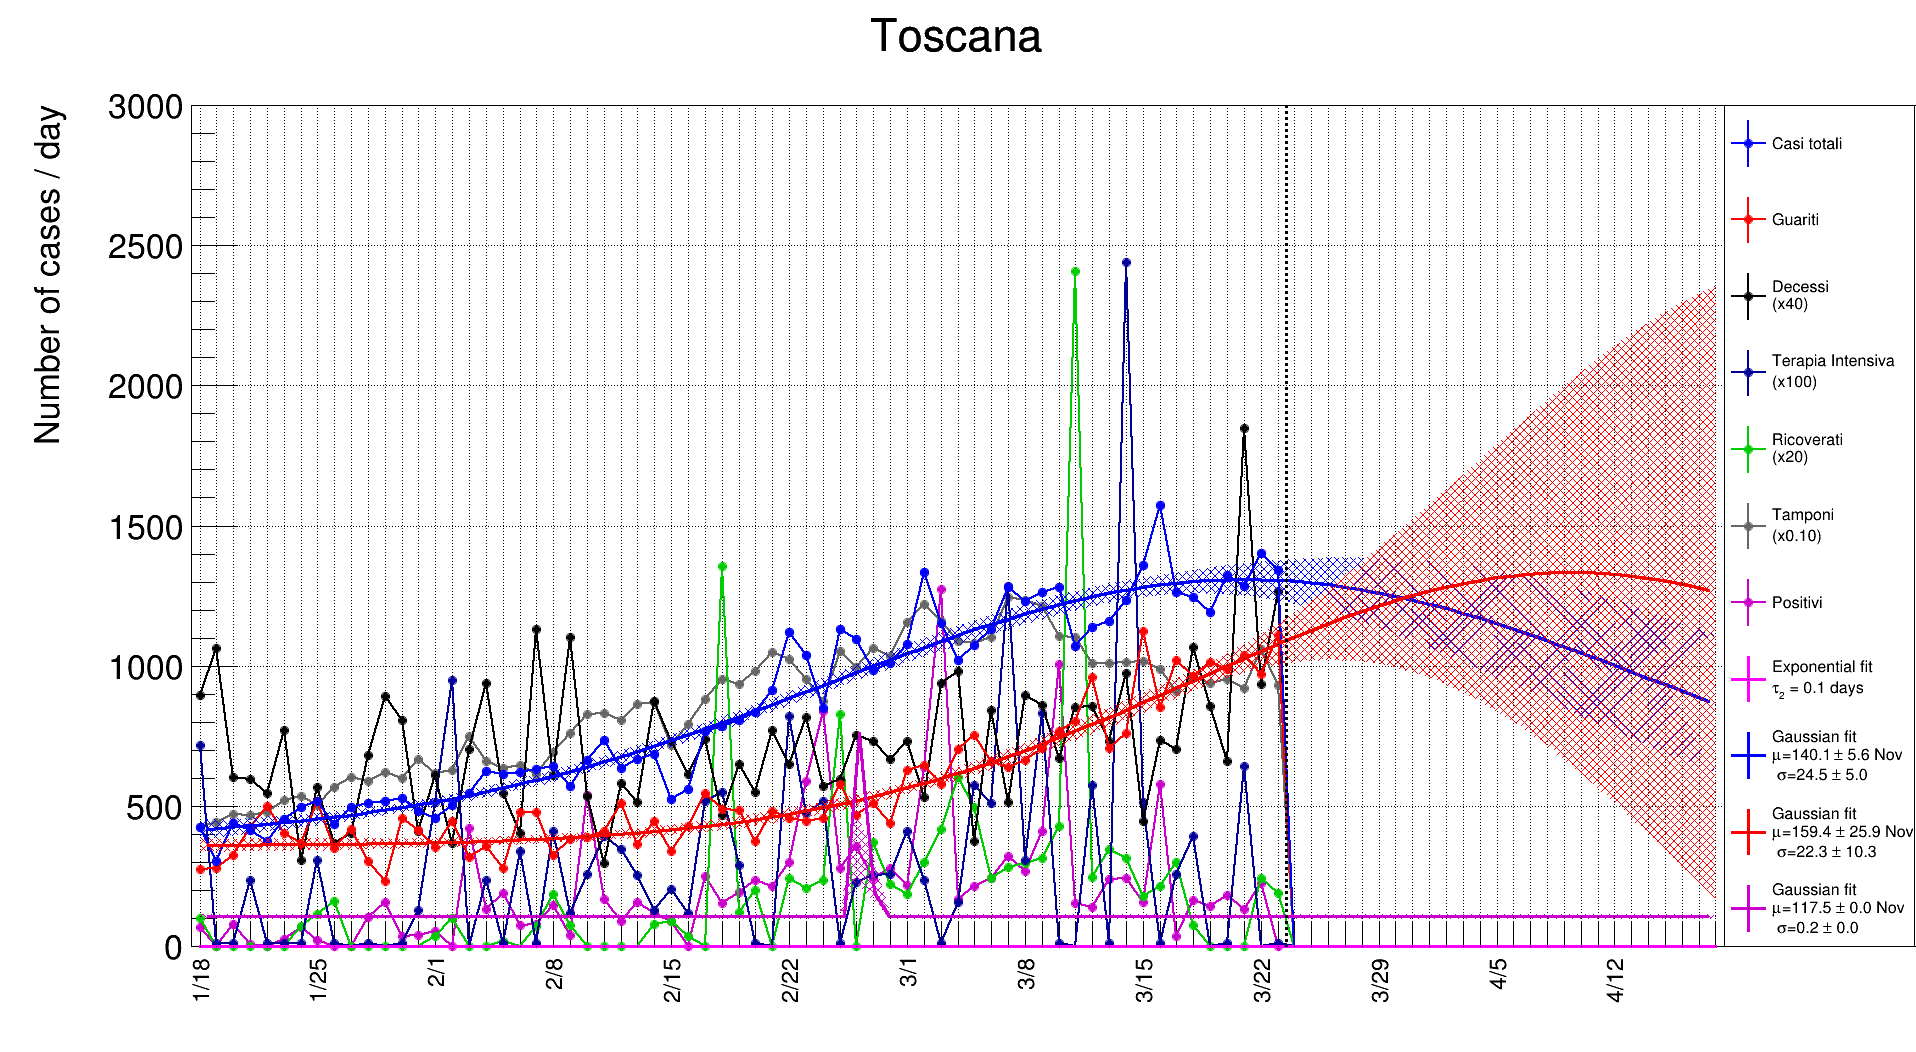 Toscana
Number of cases / day
3000
2500
2000
1500
1000
500
0
1/18
1/25
2/1
2/8
2/15
2/22
3/1
3/8
3/15
3/22
3/29
4/5
4/12
Casi totali
Guariti
Decessi
(x40)
Terapia Intensiva
(x100)
Ricoverati
(x20)
Tamponi
(x0.10)
Positivi
Exponential fit
τ2 = 0.1 days
Gaussian fit
μ=140.1 ± 5.6 Nov
σ=24.5 ± 5.0
Gaussian fit
μ=159.4 ± 25.9 Nov
σ=22.3 ± 10.3
Gaussian fit
μ=117.5 ± 0.0 Nov
σ=0.2 ± 0.0